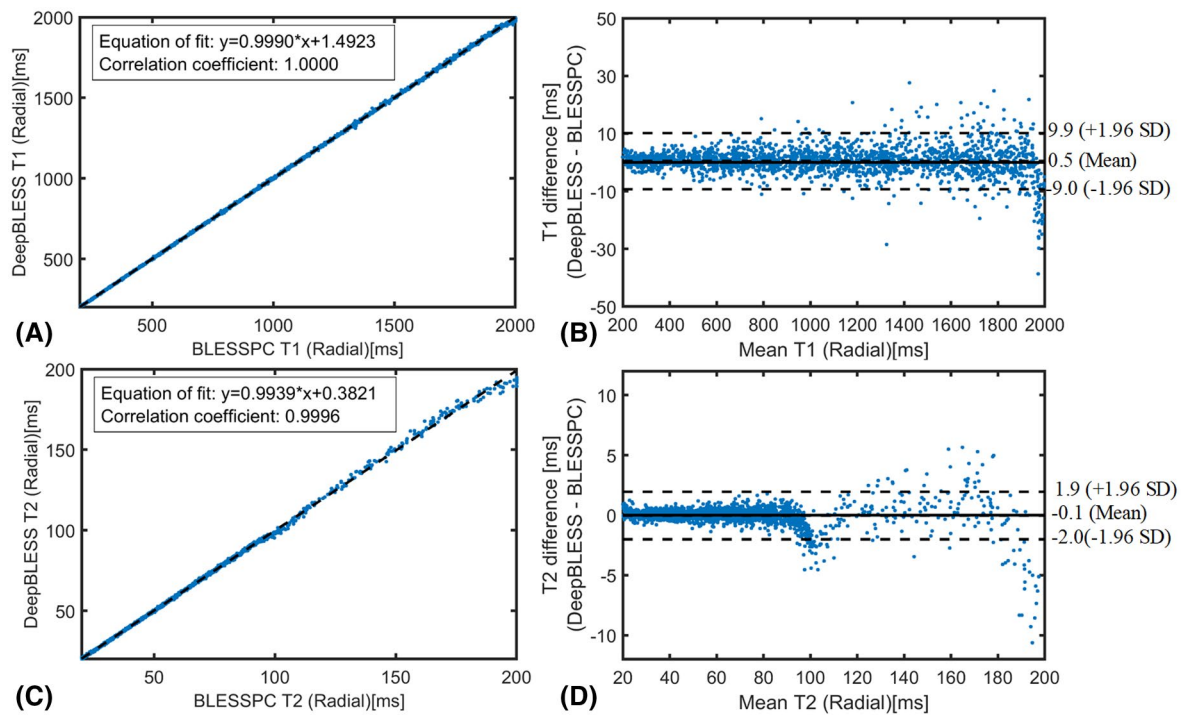 Equation of fit: y=0.9990*x+1.4923
Correlation coefficient: 1.0000
DeepBLESS T1 (Radial)[ms]
2000
1500
1000
500
500 1000 1500 2000
BLESSPC T1 (Radial)[ms]
(A)
T1 difference [ms]
(DeepBLESS - BLESSPC)
50
30
10
-10
-30
-50
9.9 (+1.96 SD)
0.5 (Mean)
-9.0 (-1.96 SD)
200 400 600 800 1000 1200 1400 1600 1800 2000
Mean T1 (Radial)[ms]
(B)
Equation of fit: y=0.9939*x+0.3821
Correlation coefficient: 0.9996
DeepBLESS T2 (Radial)[ms]
200
150
100
50
50 100 150 200
BLESSPC T2 (Radial)[ms]
(C)
T2 difference [ms]
(DeepBLESS - BLESSPC)
10
5
0
-5
-10
1.9 (+1.96 SD)
-0.1 (Mean)
-2.0(-1.96 SD)
20 40 60 80 100 120 140 160 180 200
Mean T2 (Radial)[ms]
(D)